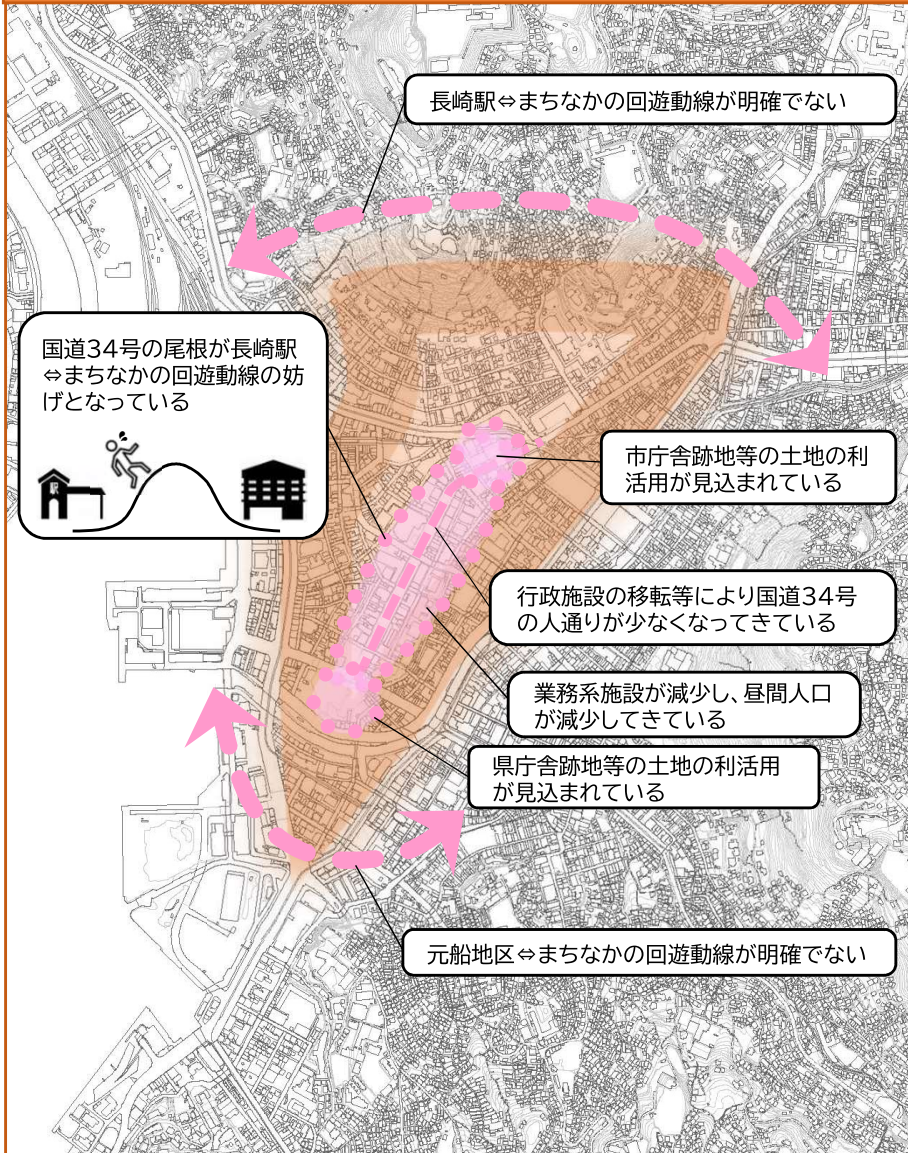 長崎駅⇔まちなかの回遊動線が明確でない
国道34号の尾根が長崎駅
⇔まちなかの回遊動線の妨
げとなっている
駅
市庁舎跡地等の土地の利
活用が見込まれている
行政施設の移転等により国道34号
の人通りが少なくなってきている
業務系施設が減少し、昼間人口
が減少してきている
県庁舎跡地等の土地の利活用
が見込まれている
元船地区⇔まちなかの回遊動線が明確でない